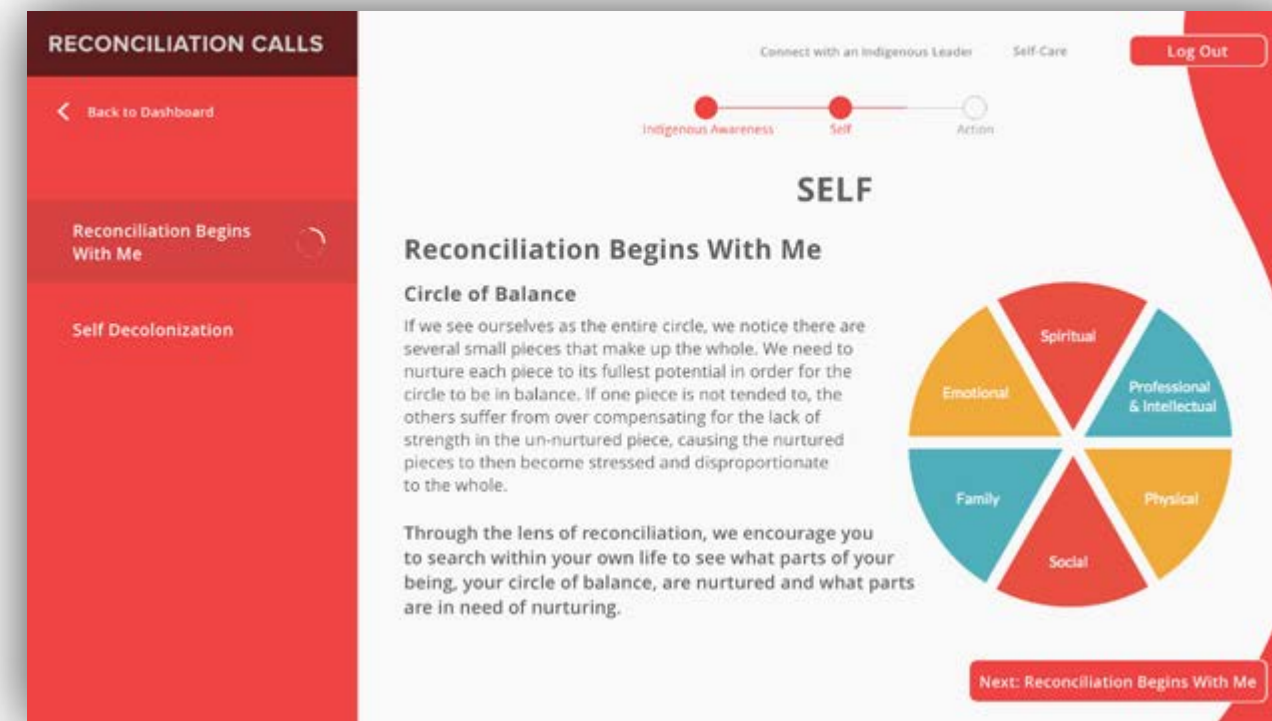 RECONCILIATION CALLS
Back to Dashboard
Reconciliation Begins
With Me
Self Decolonization
Connect with an Indigenous Leader
Self-Care
Log Out
Indigenous Awareness
Self
Action
SELF
Reconciliation Begins With Me
Circle of Balance
If we see ourselves as the entire circle, we notice there are
several small pieces that make up the whole. We need to
nurture each piece to its fullest potential in order for the
circle to be in balance. If one piece is not tended to, the
others suffer from over compensating for the lack of
strength in the un-nurtured piece, causing the nurtured
pieces to then become stressed and disproportionate
to the whole.
Through the lens of reconciliation, we encourage you
to search within your own life to see what parts of your
being, your circle of balance, are nurtured and what parts
are in need of nurturing.
Spiritual
Professional
& Intellectual
Physical
Social
Family
Emotional
Next: Reconciliation Begins With Me